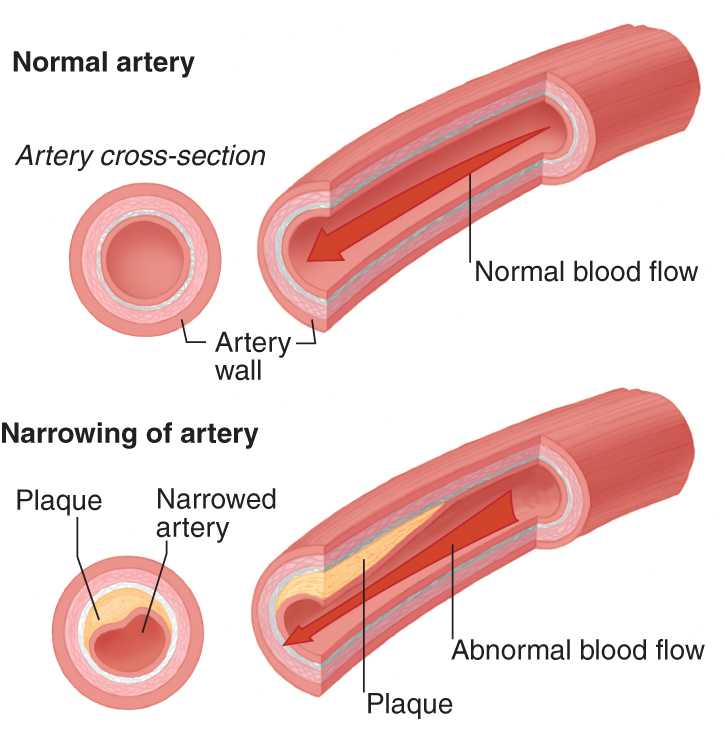 Normal artery
Artery cross-section
Normal blood flow
Artery
wall
Narrowing of artery
Plaque
Narrowed
artery
Abnormal blood flow
Plaque